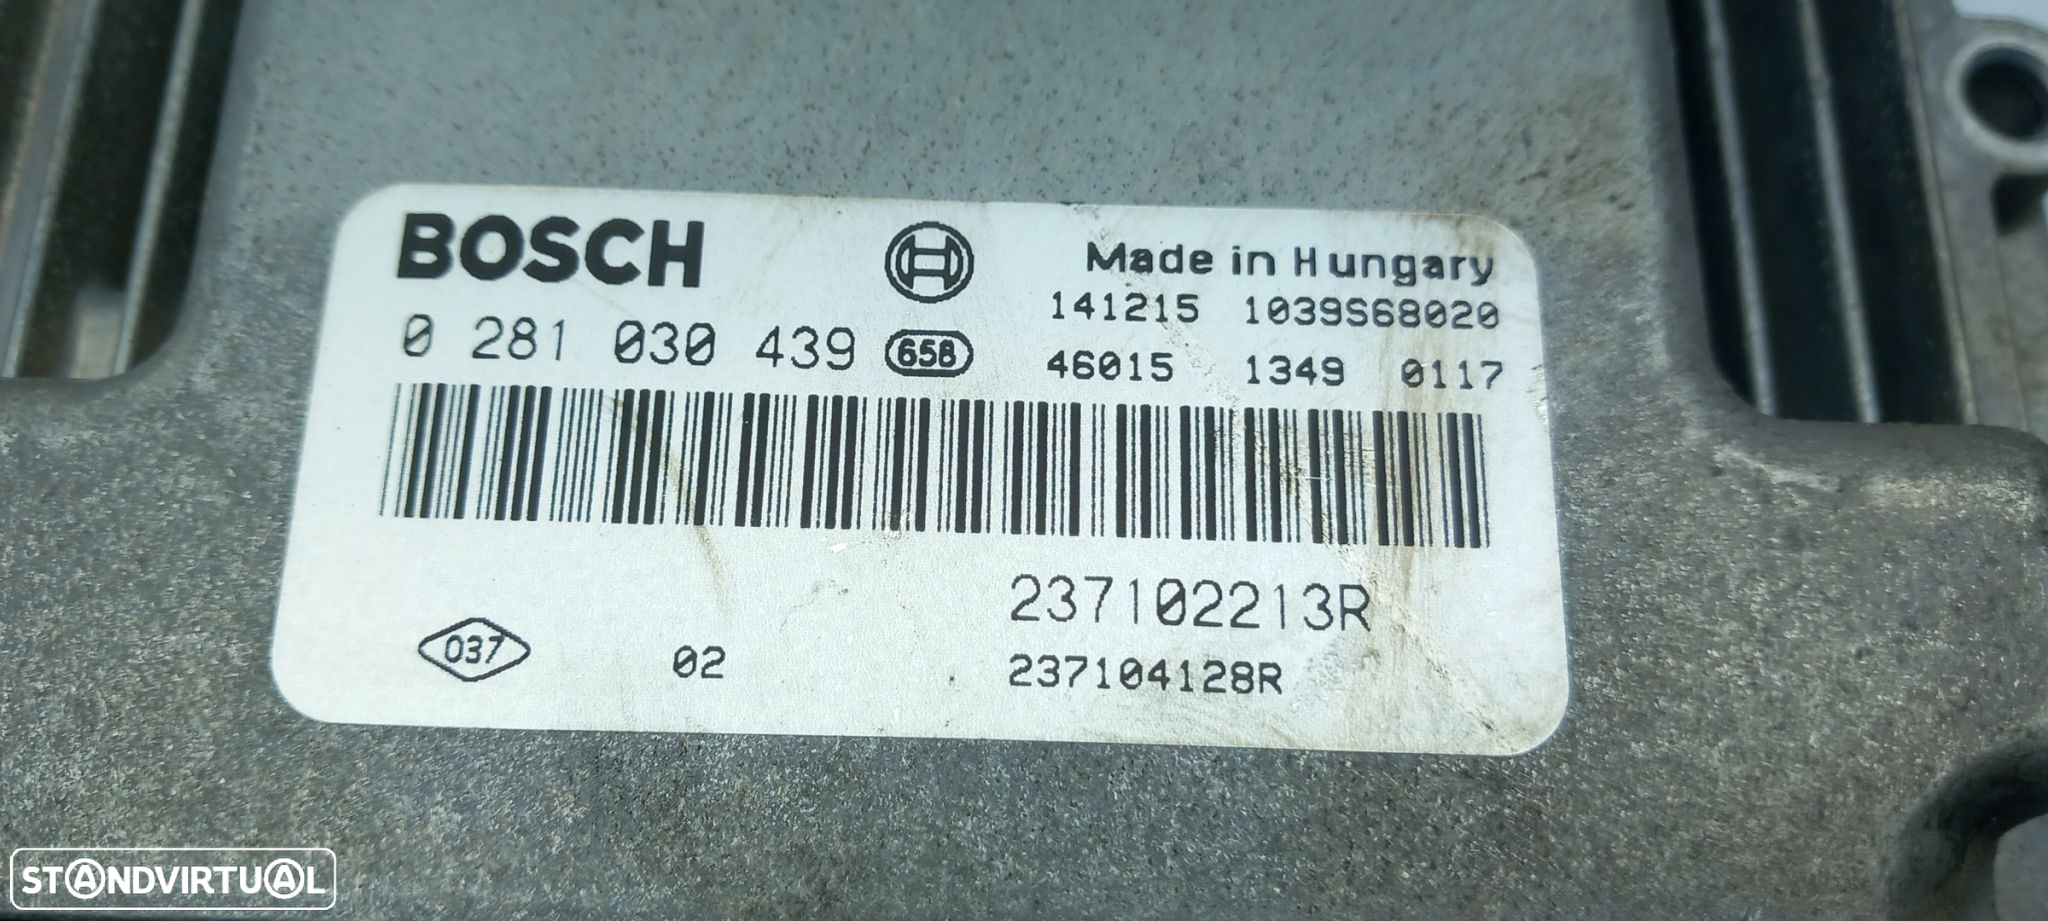 BOSCH
Made in Hungary
141215 1039S68020
0 281 030 439 658
46015 1349 0117
237102213R
037 02 237104128R
STANDVIRTUAL